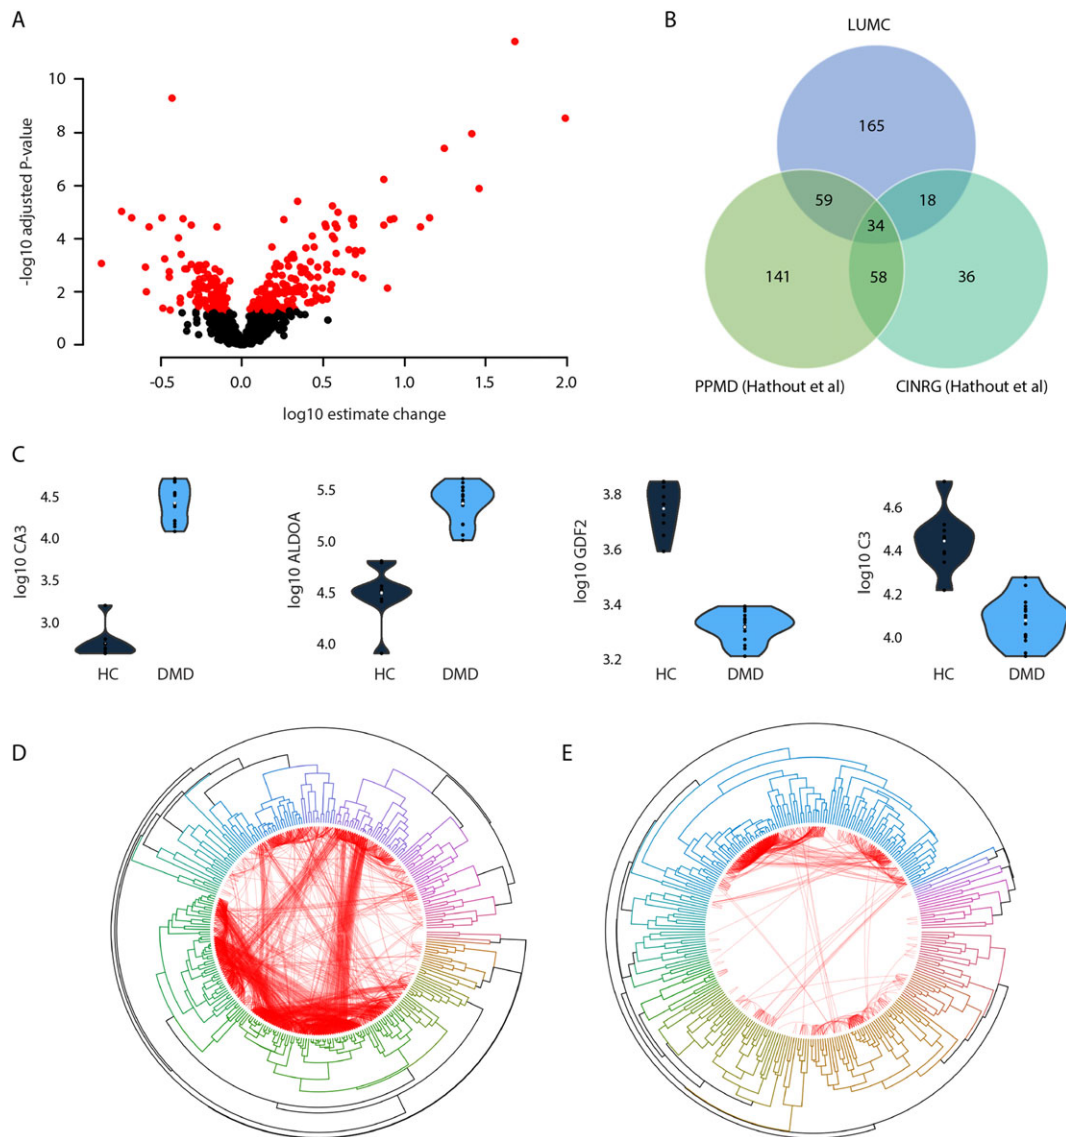 A
-log10 adjusted P-value
10
8
6
4
2
0
-0.5 0.0 0.5 1.0 1.5 2.0
log10 estimate change
B
LUMC
165
59 18
34
141 58 36
PPMD (Hathout et al) CINRG (Hathout et al)
C
log10 CA3
4.5
4.0
3.5
3.0
HC DMD
log10 ALDOA
5.5
5.0
4.5
4.0
HC DMD
log10 GDF2
3.8
3.6
3.4
3.2
HC DMD
log10 C3
4.6
4.4
4.2
4.0
HC DMD
D
E